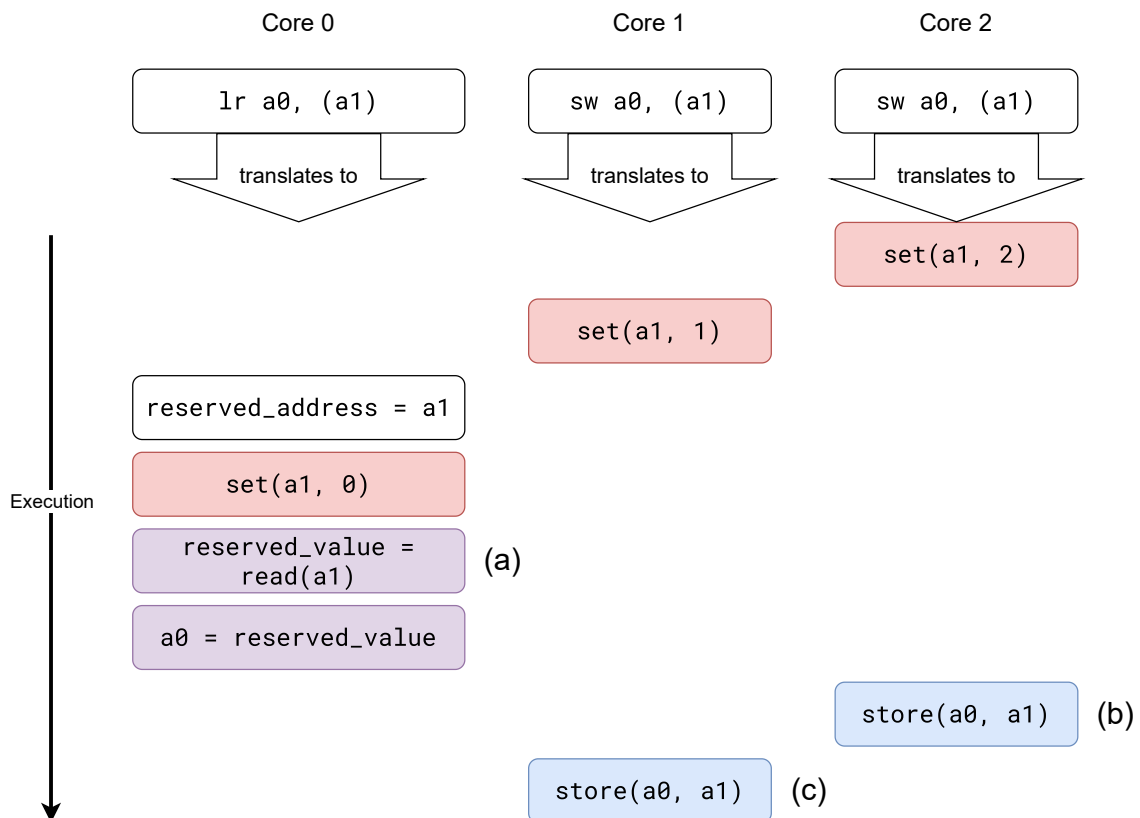 Core 0
Core 1
Core 2
lr a0, (a1)
sw a0, (a1)
sw a0, (a1)
translates to
translates to
translates to
set(a1, 2)
set(a1, 1)
reserved_address = a1
set(a1, 0)
Execution
reserved_value =
read(a1)
(a)
a0 = reserved_value
store(a0, a1)
(b)
store(a0, a1)
(c)